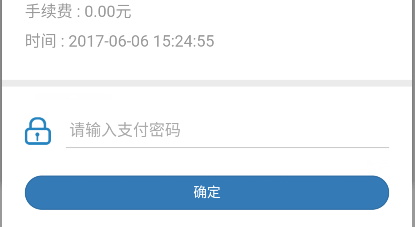 手续费 : 0.00元
时间 : 2017-06-06 15:24:55
请输入支付密码
确定